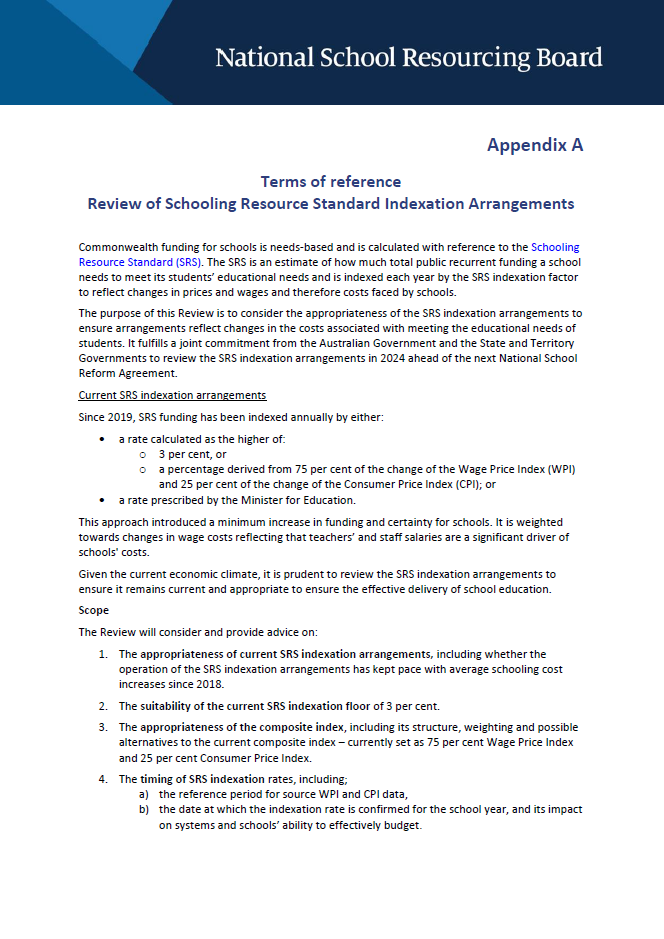 National School Resourcing Board
Appendix A
Terms of reference
Review of Schooling Resource Standard Indexation Arrangements
Commonwealth funding for schools is needs-based and is calculated with reference to the Schooling
Resource Standard (SRS). The SRS is an estimate of how much total public recurrent funding a school
needs to meet its students’ educational needs and is indexed each year by the SRS indexation factor
to reflect changes in prices and wages and therefore costs faced by schools.
The purpose of this Review is to consider the appropriateness of the SRS indexation arrangements to
ensure arrangements reflect changes in the costs associated with meeting the educational needs of
students. It fulfills a joint commitment from the Australian Government and the State and Territory
Governments to review the SRS indexation arrangements in 2024 ahead of the next National School
Reform Agreement.
Current SRS indexation arrangements
Since 2019, SRS funding has been indexed annually by either:
• a rate calculated as the higher of:
o 3 per cent, or
o a percentage derived from 75 per cent of the change of the Wage Price Index (WPI)
and 25 per cent of the change of the Consumer Price Index (CPI); or
• a rate prescribed by the Minister for Education.
This approach introduced a minimum increase in funding and certainty for schools. It is weighted
towards changes in wage costs reflecting that teachers’ and staff salaries are a significant driver of
schools' costs.
Given the current economic climate, it is prudent to review the SRS indexation arrangements to
ensure it remains current and appropriate to ensure the effective delivery of school education.
Scope
The Review will consider and provide advice on:
1. The appropriateness of current SRS indexation arrangements, including whether the
operation of the SRS indexation arrangements has kept pace with average schooling cost
increases since 2018.
2. The suitability of the current SRS indexation floor of 3 per cent.
3. The appropriateness of the composite index, including its structure, weighting and possible
alternatives to the current composite index – currently set as 75 per cent Wage Price Index
and 25 per cent Consumer Price Index.
4. The timing of SRS indexation rates, including;
a) the reference period for source WPI and CPI data,
b) the date at which the indexation rate is confirmed for the school year, and its impact
on systems and schools’ ability to effectively budget.